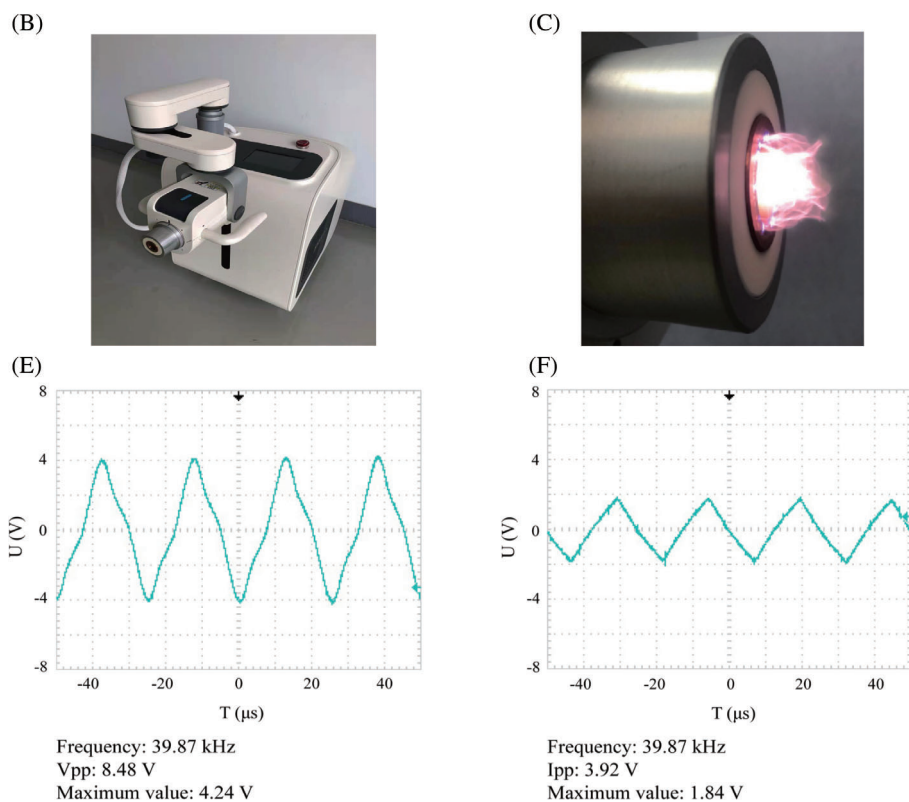 (B)
(C)
(E)
8
4
0
-4
-8
U (V)
-40
-20
0
20
40
T (μs)
Frequency: 39.87 kHz
Vpp: 8.48 V
Maximum value: 4.24 V
(F)
8
4
0
-4
-8
U (V)
-40
-20
0
20
40
T (μs)
Frequency: 39.87 kHz
Ipp: 3.92 V
Maximum value: 1.84 V